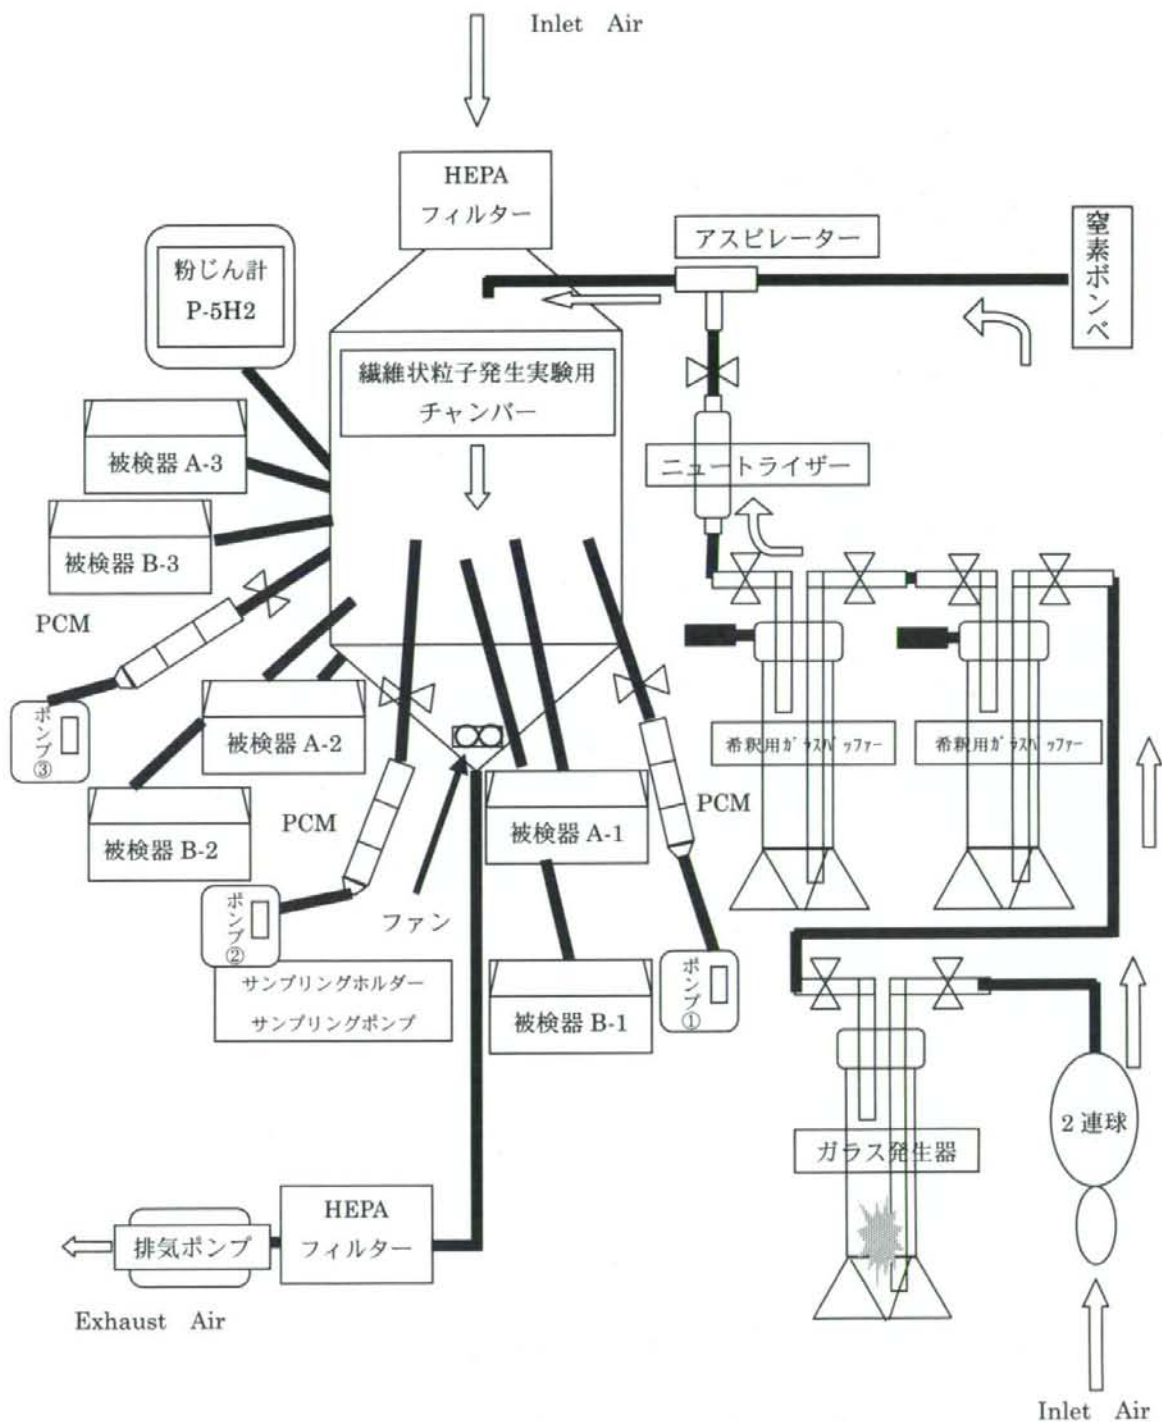 Inlet Air
HEPA
フィルター
アスピレーター
窒素ボンベ
粉じん計
P-5H2
繊維状粒子発生実験用
チャンバー
被検器 A-3
ニュートライザー
被検器 B-3
PCM
ポンプ③
被検器 A-2
希釈用ｶﾞﾗｽﾊﾞｯﾌｧｰ
希釈用ｶﾞﾗｽﾊﾞｯﾌｧｰ
PCM
PCM
被検器 A-1
被検器 B-2
ポンプ②
ファン
ポンプ①
サンプリングホルダー
サンプリングポンプ
被検器 B-1
2 連球
ガラス発生器
HEPA
フィルター
排気ポンプ
Exhaust Air
Inlet Air